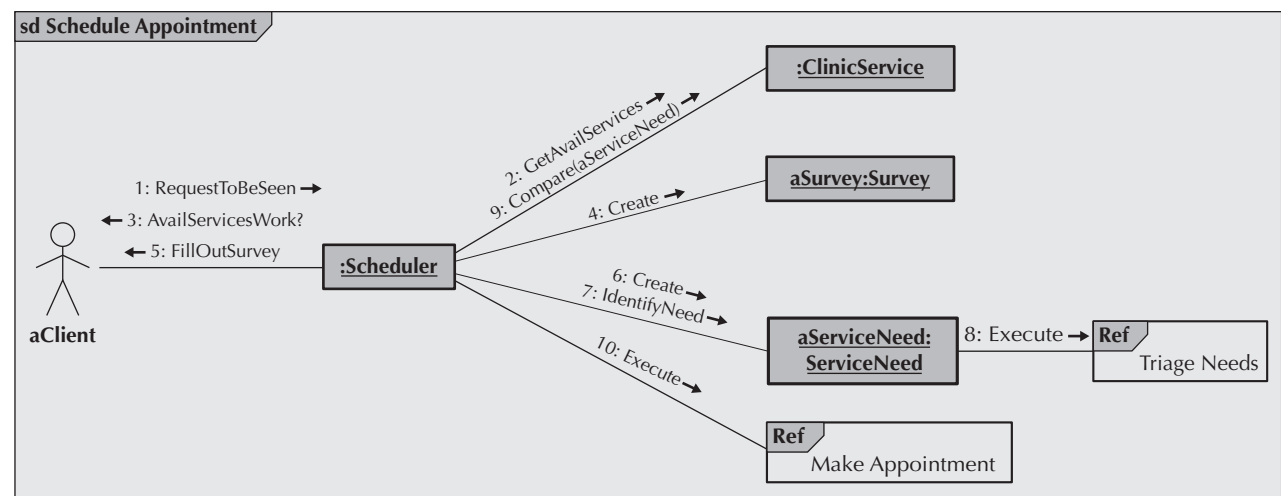 sd Schedule Appointment
:ClinicService
2: GetAvailServices
9: Compare(aServiceNeed)
1: RequestToBeSeen
aSurvey:Survey
4: Create
3: AvailServicesWork?
5: FillOutSurvey
:Scheduler
aClient
6: Create
7: IdentifyNeed
aServiceNeed:
ServiceNeed
8: Execute
Ref
Triage Needs
10: Execute
Ref
Make Appointment